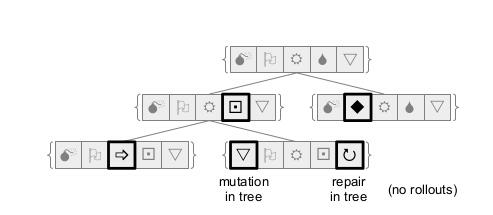 mutation
in tree
repair
in tree
(no rollouts)